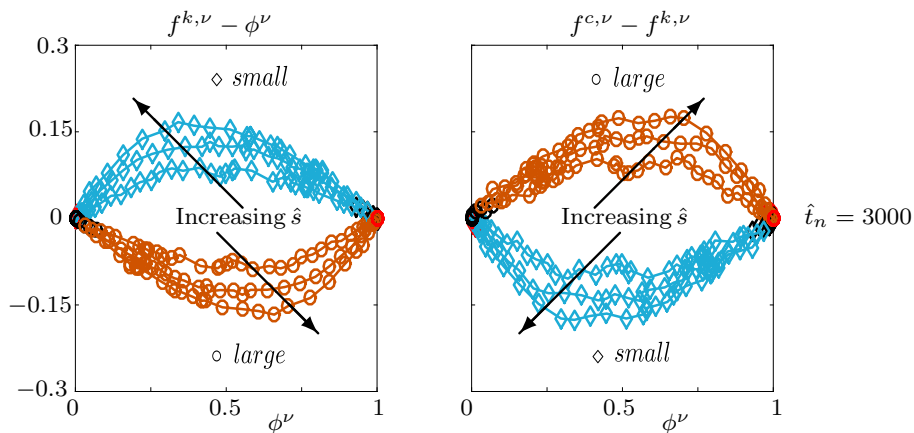 f^{k,ν} − φ^ν
f^{c,ν} − f^{k,ν}
0.3
0.15
0
−0.15
−0.3
◇ small
Increasing ŝ
○ large
0 0.5 1
φ^ν
○ large
Increasing ŝ
◇ small
0 0.5 1
φ^ν
t̂_n = 3000